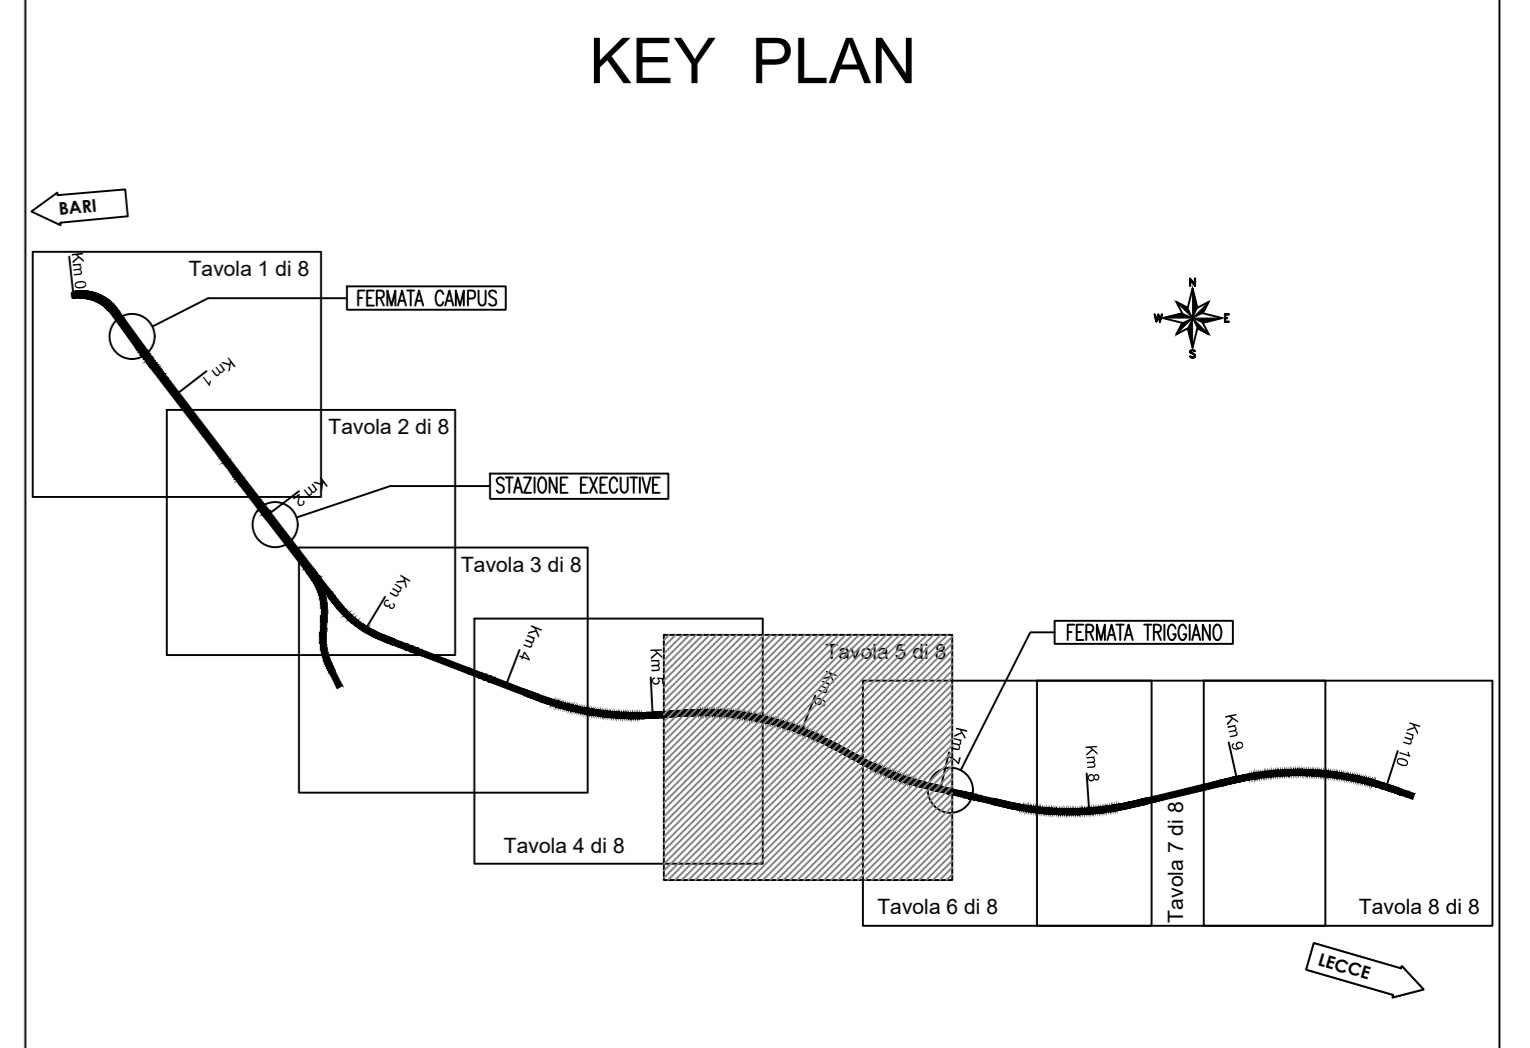 KEY PLAN
BARI
Km 0
Tavola 1 di 8
FERMATA CAMPUS
N
W
E
S
Km 1
Tavola 2 di 8
STAZIONE EXECUTIVE
Km 2
Tavola 3 di 8
Km 3
FERMATA TRIGGIANO
Km 4
Km 5
Tavola 5 di 8
Km 6
Km 7
Km 8
Km 9
Km 10
Tavola 4 di 8
Tavola 7 di 8
Tavola 6 di 8
Tavola 8 di 8
LECCE